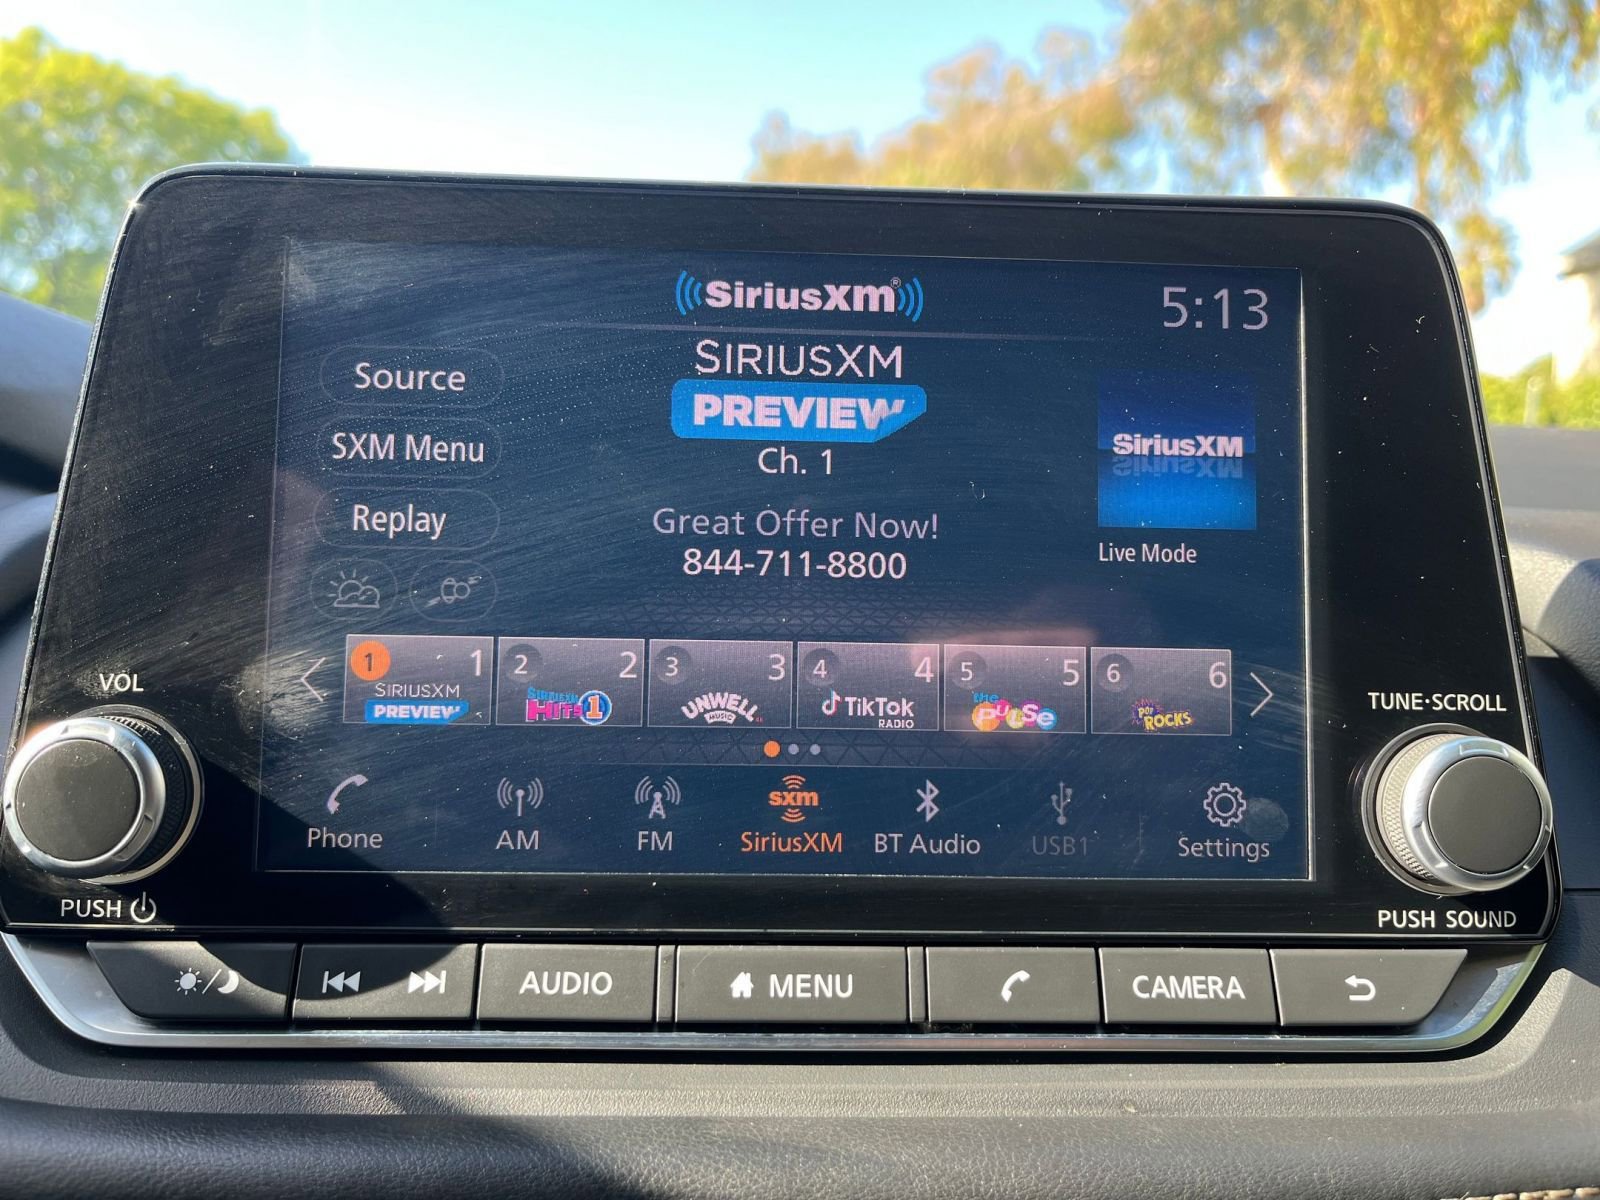 SiriusXM®
5:13
Source
SXM Menu
Replay
SIRIUSXM
PREVIEW
Ch. 1
Great Offer Now!
844-711-8800
SiriusXM
Live Mode
1 1
SIRIUSXM
PREVIEW
2 2
SIRIUSXM
HITS 1
3 3
UNWELL
MUSIC
4 4
TikTok
RADIO
5 5
the
PULSE
6 6
POP
ROCKS
Phone
AM
FM
sxm
SiriusXM
BT Audio
USB1
Settings
VOL
PUSH
TUNE·SCROLL
PUSH SOUND
AUDIO
MENU
CAMERA